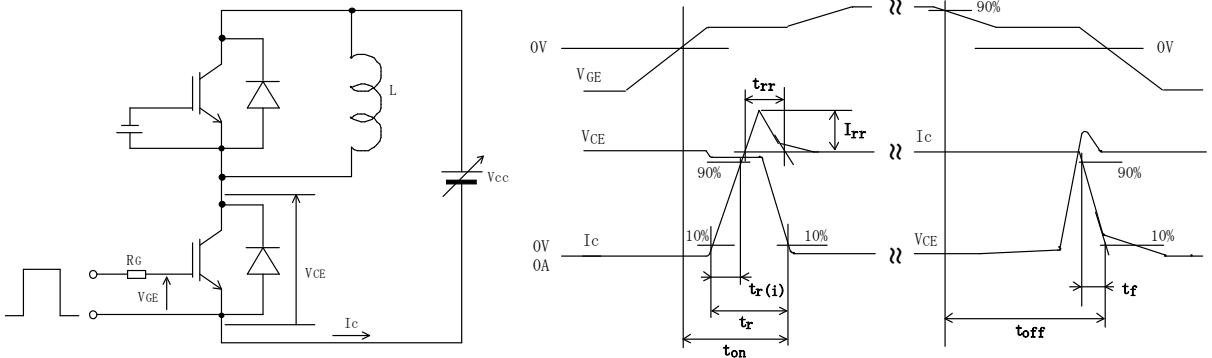 L
Vcc
RG
VGE
VCE
Ic
0V
VGE
VCE
0V
0A
Ic
90%
10%
10%
trr
Irr
tr(i)
tr
ton
90%
0V
Ic
90%
VCE
10%
tf
toff